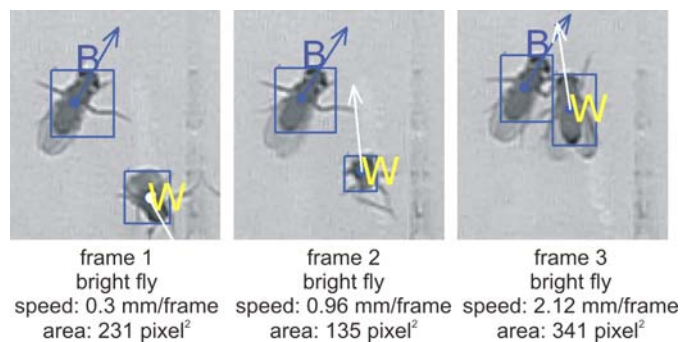 B
W
B
W
B
W
frame 1
bright fly
speed: 0.3 mm/frame
area: 231 pixel²
frame 2
bright fly
speed: 0.96 mm/frame
area: 135 pixel²
frame 3
bright fly
speed: 2.12 mm/frame
area: 341 pixel²